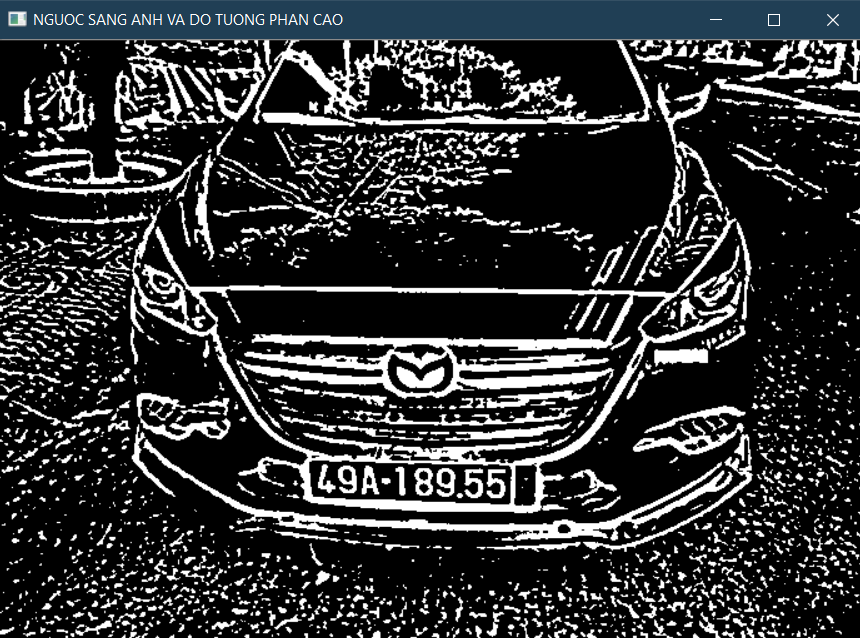 NGUOC SANG ANH VA DO TUONG PHAN CAO
49A-189.55